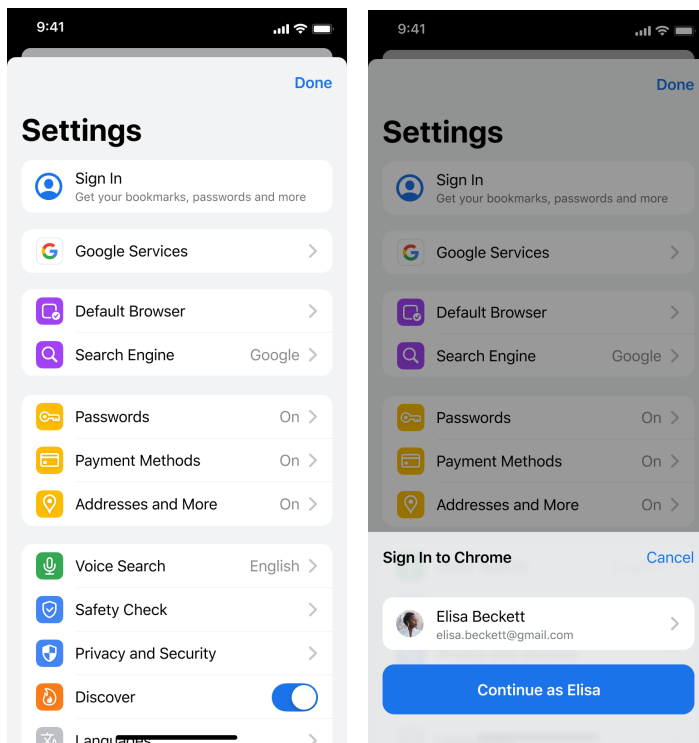 9:41
Done
Settings
Sign In
Get your bookmarks, passwords and more
Google Services
Default Browser
Search Engine Google
Passwords On
Payment Methods On
Addresses and More On
Voice Search English
Safety Check
Privacy and Security
Discover
Languages
9:41
Done
Settings
Sign In
Get your bookmarks, passwords and more
Google Services
Default Browser
Search Engine Google
Passwords On
Payment Methods On
Addresses and More On
Sign In to Chrome Cancel
Elisa Beckett
elisa.beckett@gmail.com
Continue as Elisa